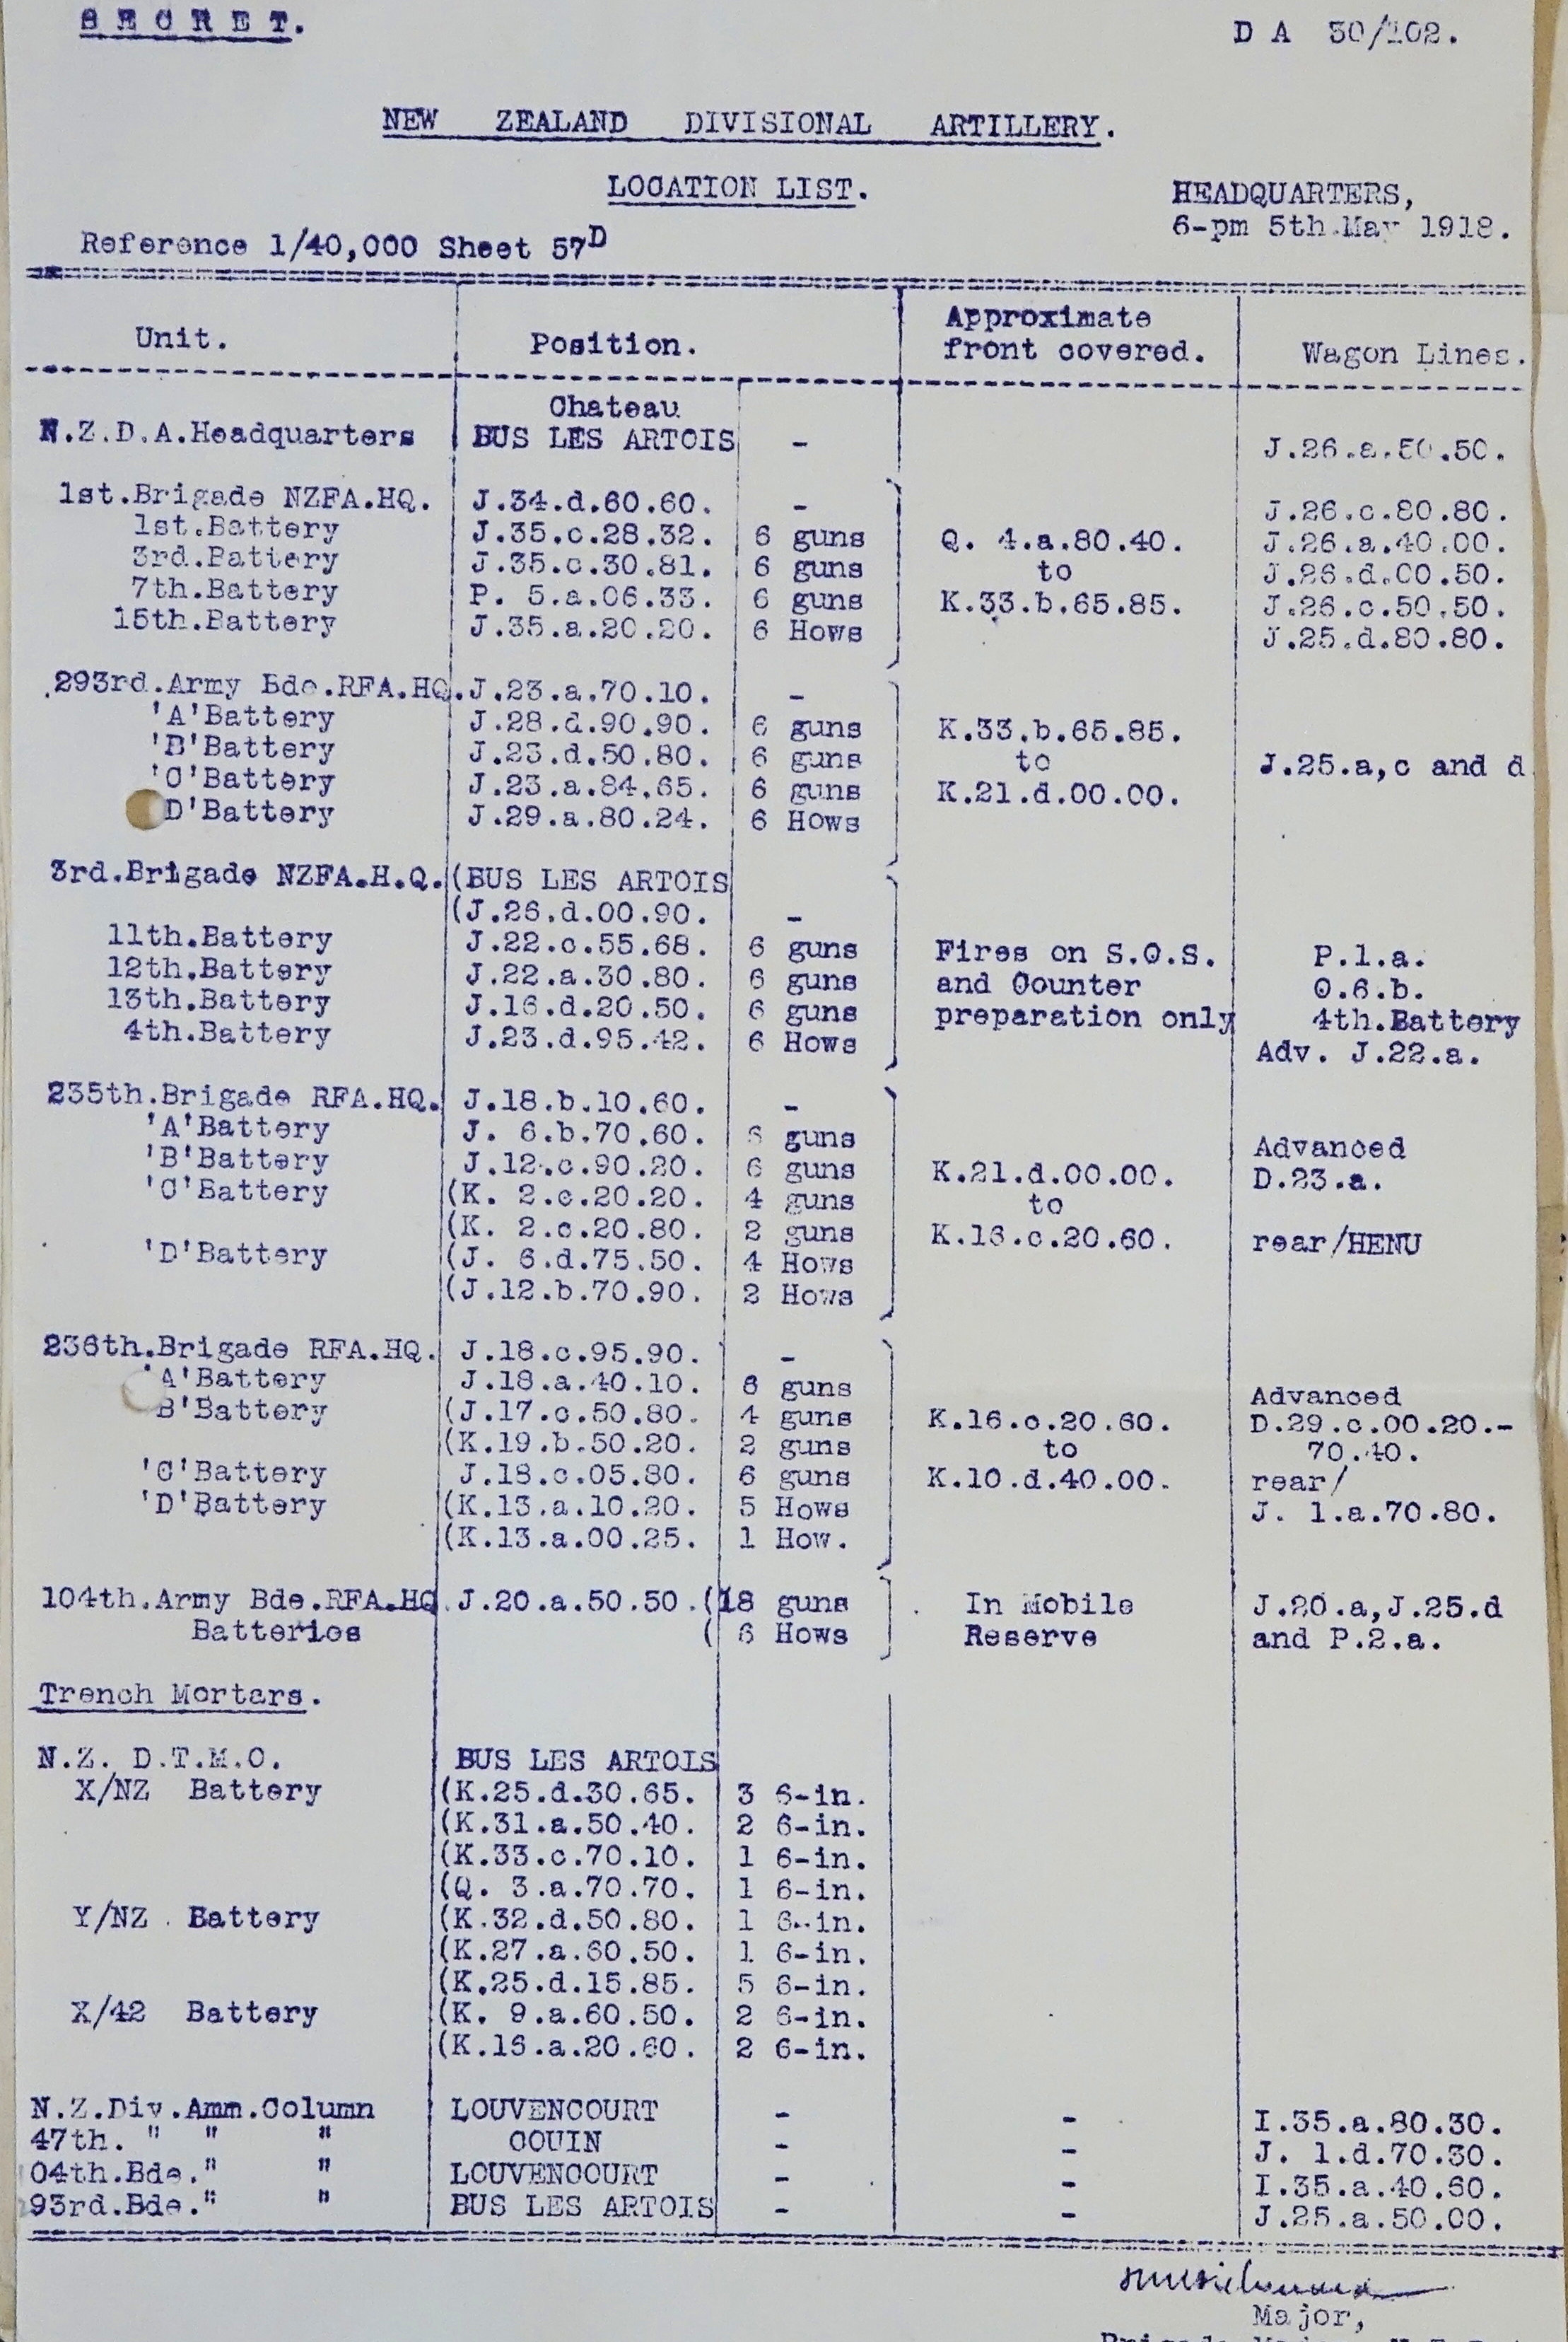 SECRET.
D A 30/102.
NEW ZEALAND DIVISIONAL ARTILLERY.
LOCATION LIST.
HEADQUARTERS,
6-pm 5th.May 1918.
Reference 1/40,000 Sheet 57D
Unit. Position. Approximate front covered. Wagon Lines.
Chateau
N.Z.D.A.Headquarters BUS LES ARTOIS - J.26.a.50.50.
1st.Brigade NZFA.HQ. J.34.d.60.60. - J.26.c.80.80.
1st.Battery J.35.c.28.32. 6 guns Q. 4.a.80.40. J.26.a.40.00.
3rd.Battery J.35.c.30.81. 6 guns to J.26.d.00.50.
7th.Battery P. 5.a.06.33. 6 guns K.33.b.65.85. J.26.c.50.50.
15th.Battery J.35.a.20.20. 6 Hows J.25.d.80.80.
293rd.Army Bde.RFA.HQ. J.23.a.70.10. -
'A'Battery J.28.d.90.90. 6 guns K.33.b.65.85.
'B'Battery J.23.d.50.80. 6 guns to J.25.a,c and d
'C'Battery J.23.a.84.65. 6 guns K.21.d.00.00.
D'Battery J.29.a.80.24. 6 Hows
3rd.Brigade NZFA.H.Q. (BUS LES ARTOIS
(J.26.d.00.90. -
11th.Battery J.22.c.55.68. 6 guns Fires on S.O.S. P.1.a.
12th.Battery J.22.a.30.80. 6 guns and Counter O.6.b.
13th.Battery J.16.d.20.50. 6 guns preparation only 4th.Battery
4th.Battery J.23.d.95.42. 6 Hows Adv. J.22.a.
235th.Brigade RFA.HQ. J.18.b.10.60. -
'A'Battery J. 6.b.70.60. 6 guns Advanced
'B'Battery J.12.c.90.20. 6 guns K.21.d.00.00. D.23.a.
'C'Battery (K. 2.c.20.20. 4 guns to
(K. 2.c.20.80. 2 guns K.16.c.20.60. rear/HENU
'D'Battery (J. 6.d.75.50. 4 Hows
(J.12.b.70.90. 2 Hows
236th.Brigade RFA.HQ. J.18.c.95.90. -
'A'Battery J.18.a.40.10. 6 guns Advanced
B'Battery (J.17.c.50.80. 4 guns K.16.c.20.60. D.29.c.00.20.-
(K.19.b.50.20. 2 guns to 70.40.
'C'Battery J.18.c.05.80. 6 guns K.10.d.40.00. rear/
'D'Battery (K.13.a.10.20. 5 Hows J. 1.a.70.80.
(K.13.a.00.25. 1 How.
104th.Army Bde.RFA.HQ. J.20.a.50.50. (18 guns In Mobile J.20.a,J.25.d
Batteries ( 6 Hows Reserve and P.2.a.
Trench Mortars.
N.Z. D.T.M.O. BUS LES ARTOIS
X/NZ Battery (K.25.d.30.65. 3 6-in.
(K.31.a.50.40. 2 6-in.
(K.33.c.70.10. 1 6-in.
(Q. 3.a.70.70. 1 6-in.
Y/NZ Battery (K.32.d.50.80. 1 6-in.
(K.27.a.60.50. 1 6-in.
(K.25.d.15.85. 5 6-in.
X/42 Battery (K. 9.a.60.50. 2 6-in.
(K.16.a.20.60. 2 6-in.
N.Z.Div.Amm.Column LOUVENCOURT - - I.35.a.80.30.
47th. " " " COUIN - - J. 1.d.70.30.
04th.Bde." " LOUVENCOURT - - I.35.a.40.60.
93rd.Bde." " BUS LES ARTOIS - - J.25.a.50.00.
Major,